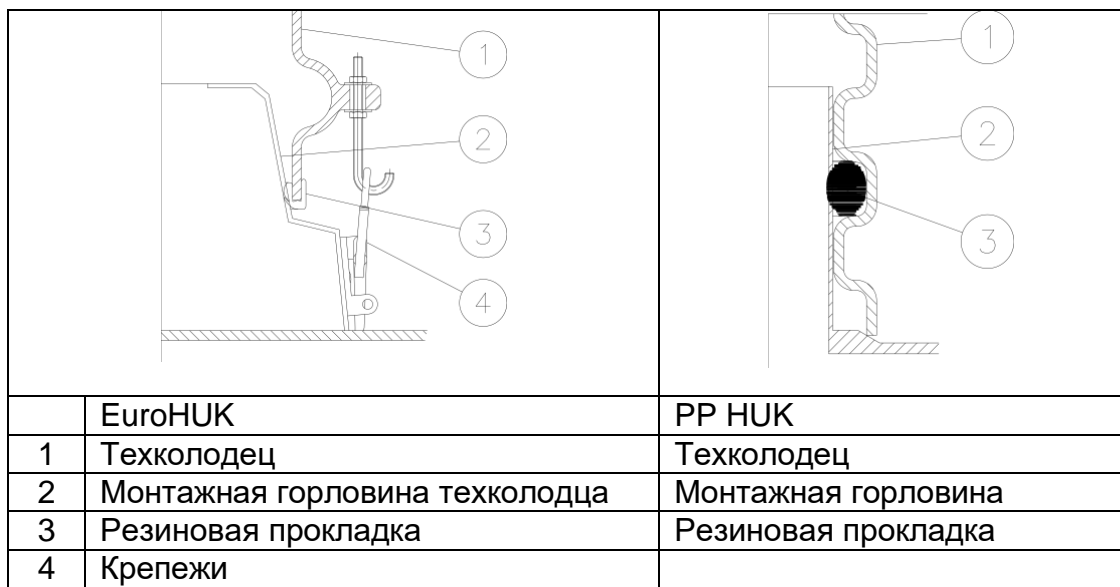 1
2
3
4
1
2
3
EuroHUK PP HUK
1 Техколодец Техколодец
2 Монтажная горловина техколодца Монтажная горловина
3 Резиновая прокладка Резиновая прокладка
4 Крепежи